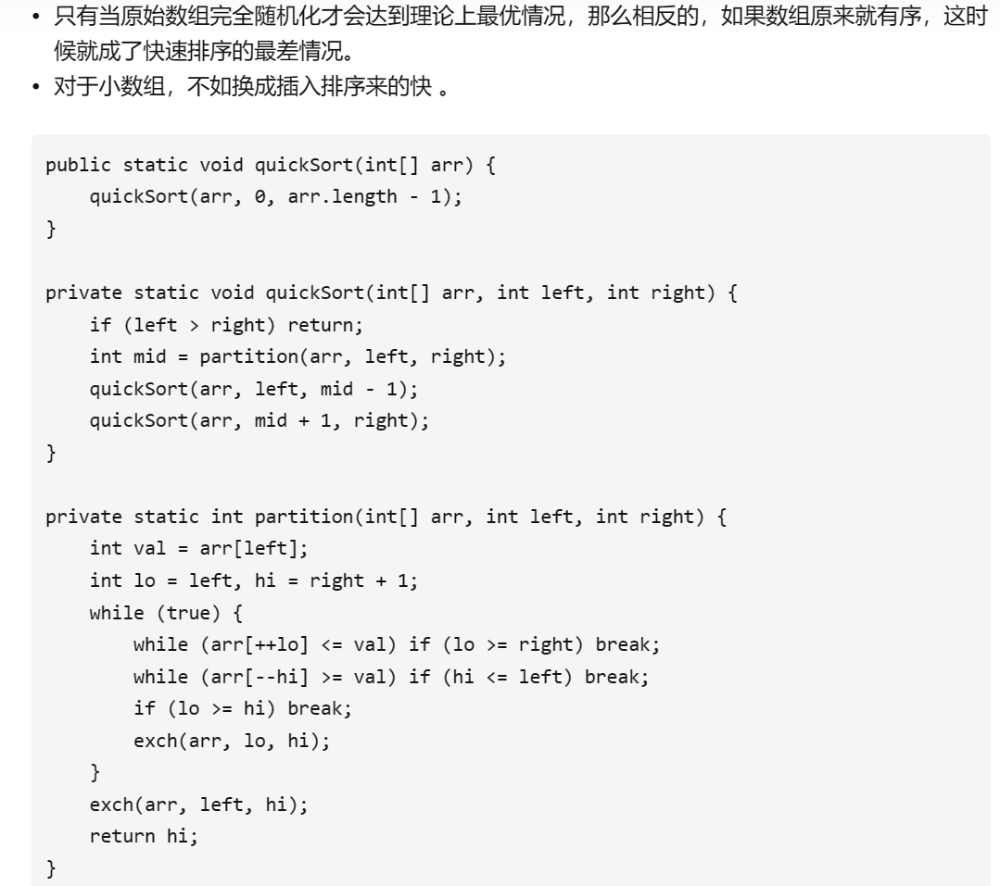 • 只有当原始数组完全随机化才会达到理论上最优情况，那么相反的，如果数组原来就有序，这时
候就成了快速排序的最差情况。
• 对于小数组，不如换成插入排序来的快 。
public static void quickSort(int[] arr) {
    quickSort(arr, 0, arr.length - 1);
}
private static void quickSort(int[] arr, int left, int right) {
    if (left > right) return;
    int mid = partition(arr, left, right);
    quickSort(arr, left, mid - 1);
    quickSort(arr, mid + 1, right);
}
private static int partition(int[] arr, int left, int right) {
    int val = arr[left];
    int lo = left, hi = right + 1;
    while (true) {
        while (arr[++lo] <= val) if (lo >= right) break;
        while (arr[--hi] >= val) if (hi <= left) break;
        if (lo >= hi) break;
        exch(arr, lo, hi);
    }
    exch(arr, left, hi);
    return hi;
}